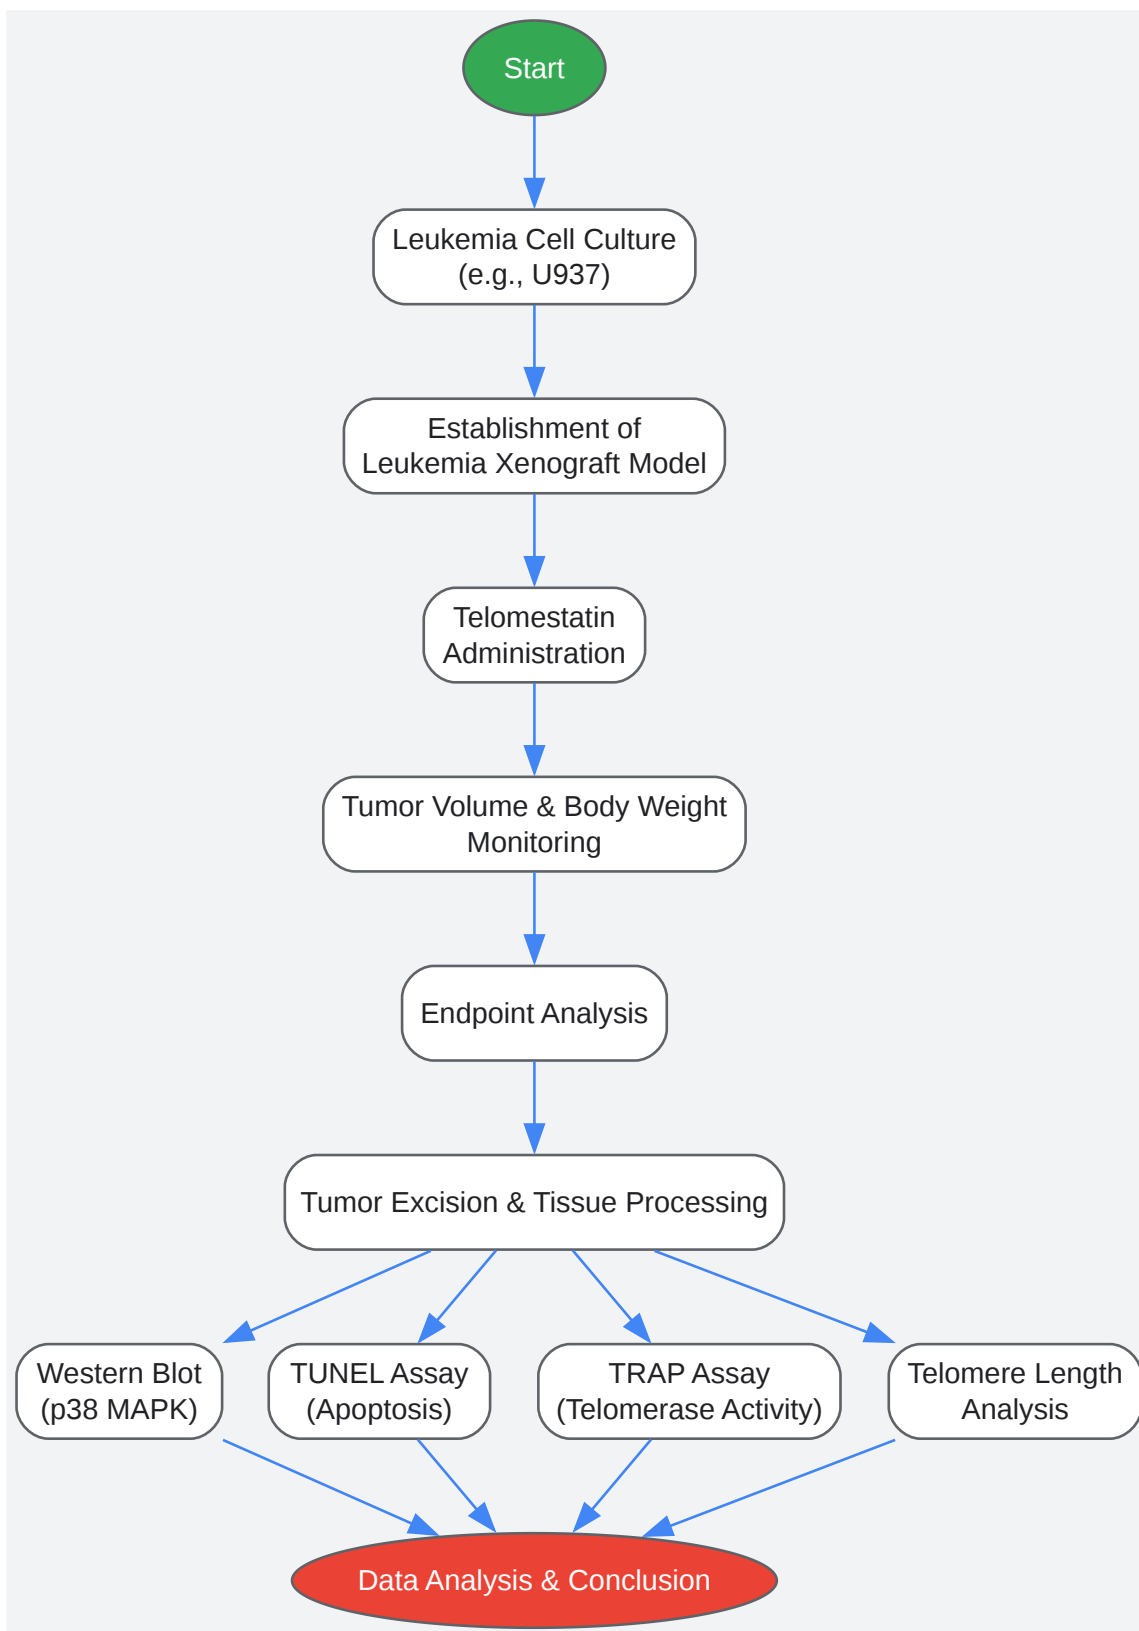 Start
Leukemia Cell Culture
(e.g., U937)
Establishment of
Leukemia Xenograft Model
Telomestatin
Administration
Tumor Volume & Body Weight
Monitoring
Endpoint Analysis
Tumor Excision & Tissue Processing
Western Blot
(p38 MAPK)
TUNEL Assay
(Apoptosis)
TRAP Assay
(Telomerase Activity)
Telomere Length
Analysis
Data Analysis & Conclusion